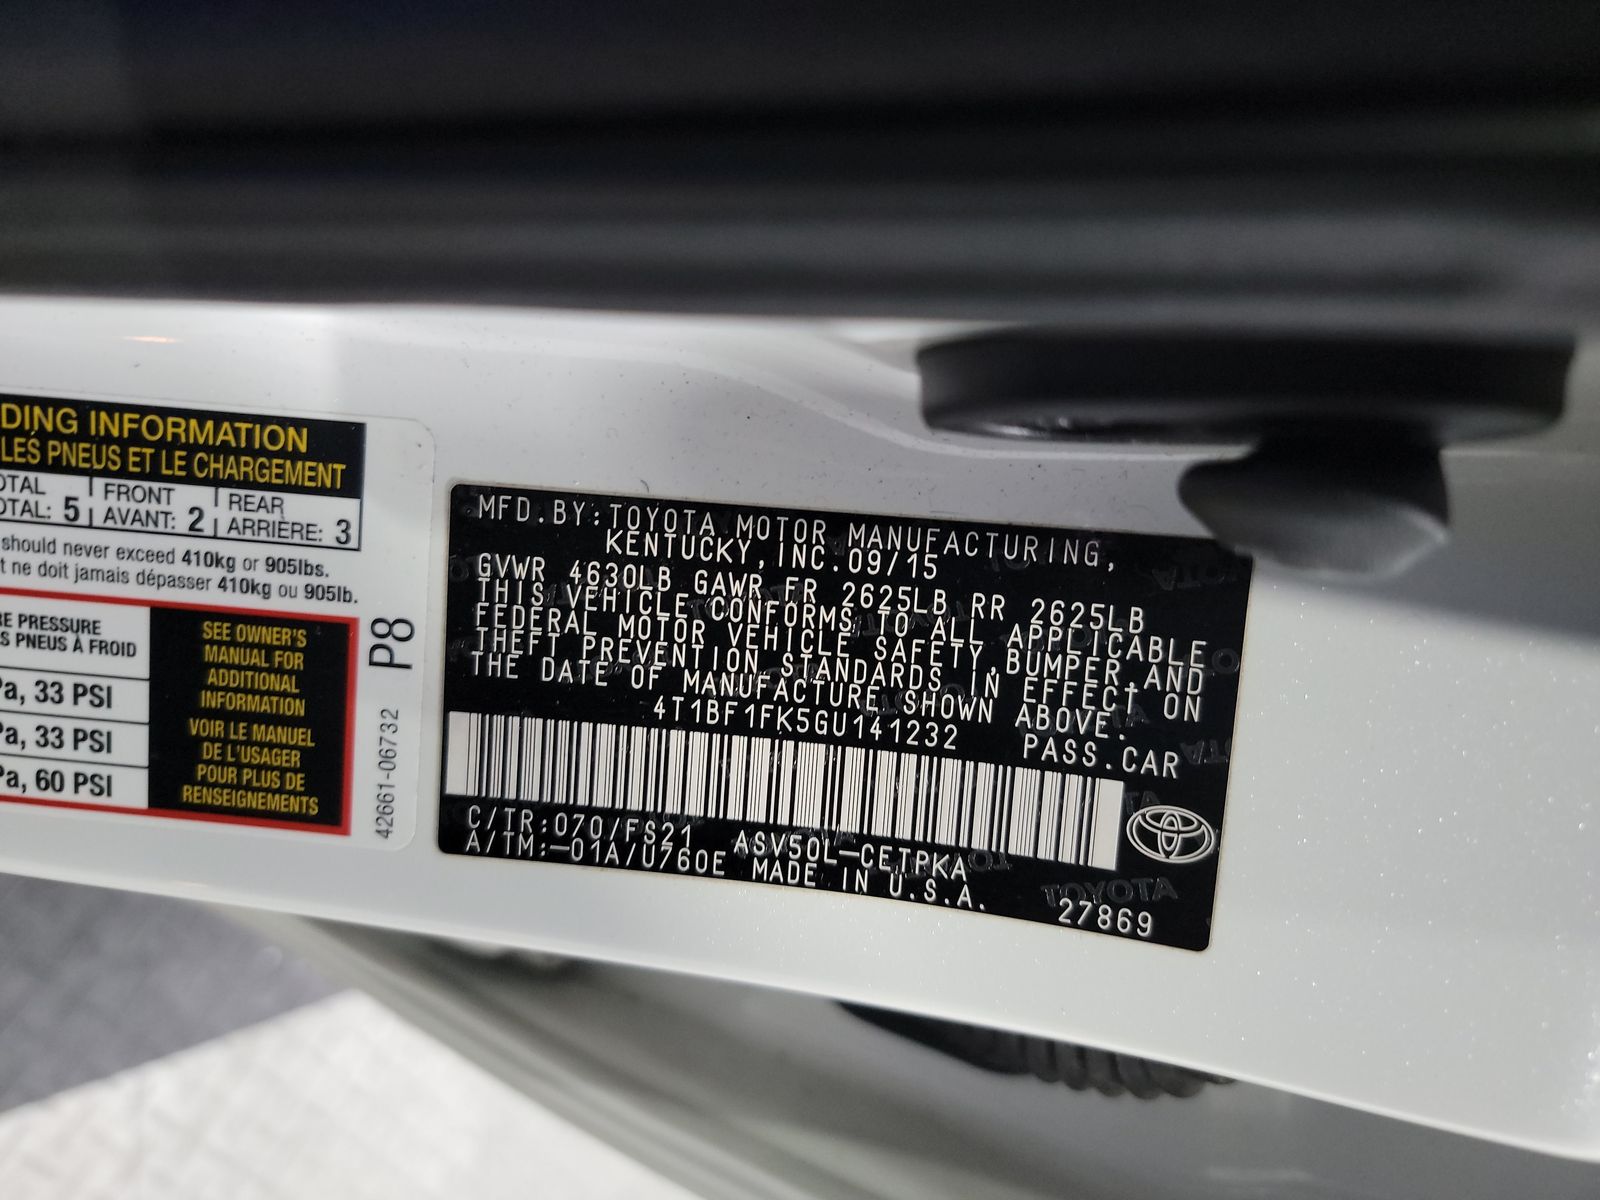 DING INFORMATION
LES PNEUS ET LE CHARGEMENT
OTAL FRONT REAR
OTAL: 5 AVANT: 2 ARRIÈRE: 3
should never exceed 410kg or 905lbs.
t ne doit jamais dépasser 410kg ou 905lb.
RE PRESSURE
S PNEUS À FROID
Pa, 33 PSI
Pa, 33 PSI
Pa, 60 PSI
SEE OWNER'S
MANUAL FOR
ADDITIONAL
INFORMATION
VOIR LE MANUEL
DE L'USAGER
POUR PLUS DE
RENSEIGNEMENTS
42661-06732 P8
MFD.BY:TOYOTA MOTOR MANUFACTURING,
KENTUCKY,INC.09/15
GVWR 4630LB GAWR FR 2625LB RR 2625LB
THIS VEHICLE CONFORMS TO ALL APPLICABLE
FEDERAL MOTOR VEHICLE SAFETY,BUMPER,AND
THEFT PREVENTION STANDARDS IN EFFECT ON
THE DATE OF MANUFACTURE SHOWN ABOVE.
4T1BF1FK5GU141232 PASS.CAR
C/TR:070/FS21 ASV50L-CETPKA
A/TM:-01A/U760E MADE IN U.S.A.
TOYOTA
27869